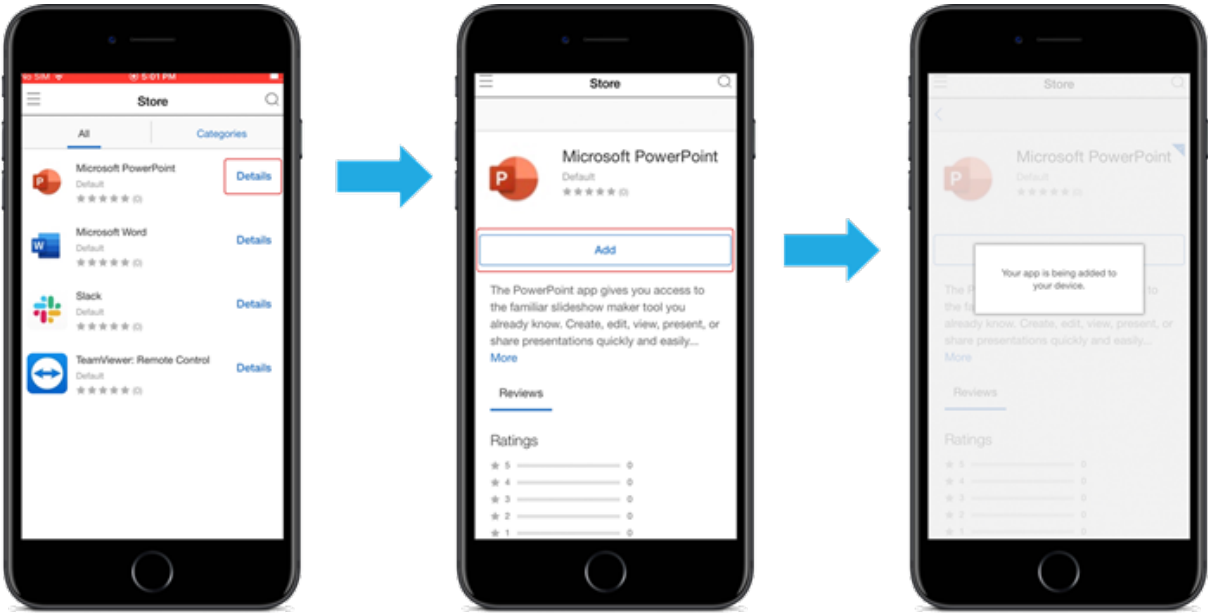 No SIM 5:01 PM
Store
All Categories
Microsoft PowerPoint
Default
(0)
Details
Microsoft Word
Default
(0)
Details
Slack
Default
(0)
Details
TeamViewer: Remote Control
Default
(0)
Details
Store
P
Microsoft PowerPoint
Default
(0)
Add
The PowerPoint app gives you access to
the familiar slideshow maker tool you
already know. Create, edit, view, present, or
share presentations quickly and easily...
More
Reviews
Ratings
5 0
4 0
3 0
2 0
1 0
Store
P
Microsoft PowerPoint
Default
(0)
Your app is being added to
your device.
The P to
the fa
already know. Create, edit, view, present, or
share presentations quickly and easily...
More
Reviews
Ratings
5 0
4 0
3 0
2 0
1 0